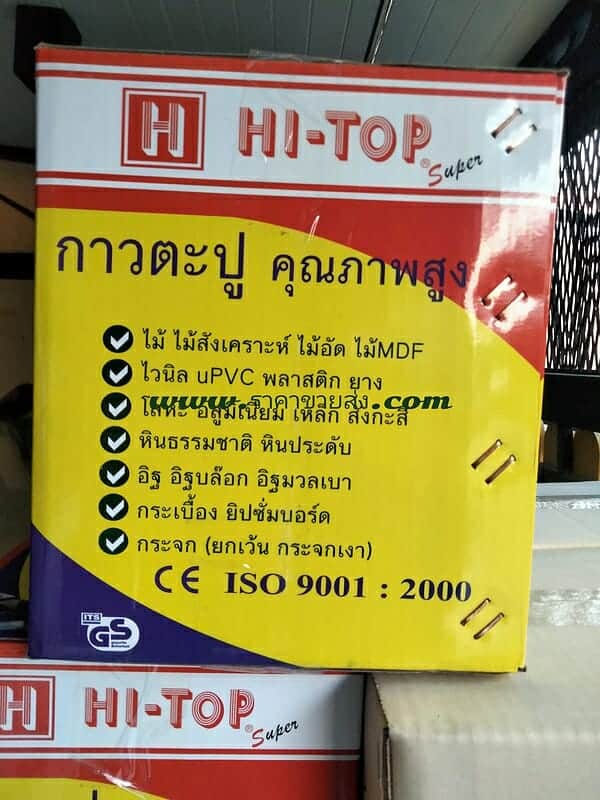 H HI-TOP
® Super
กาวตะปู คุณภาพสูง
ไม้ ไม้สังเคราะห์ ไม้อัด ไม้MDF
ไวนิล uPVC พลาสติก ยาง
www.ราคาขายส่ง.com
โลหะ อลูมิเนียม เหล็ก สังกะสี
หินธรรมชาติ หินประดับ
อิฐ อิฐบล๊อก อิฐมวลเบา
กระเบื้อง ยิปซั่มบอร์ด
กระจก (ยกเว้น กระจกเงา)
CE ISO 9001 : 2000
ITS
GS
H HI-TOP
® Super